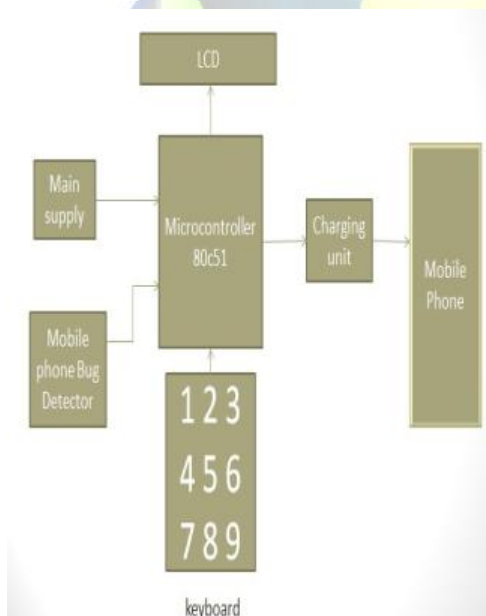 LCD
Main
supply
Microcontroller
80c51
Charging
unit
Mobile
Phone
Mobile
phone Bug
Detector
1 2 3
4 5 6
7 8 9
keyboard